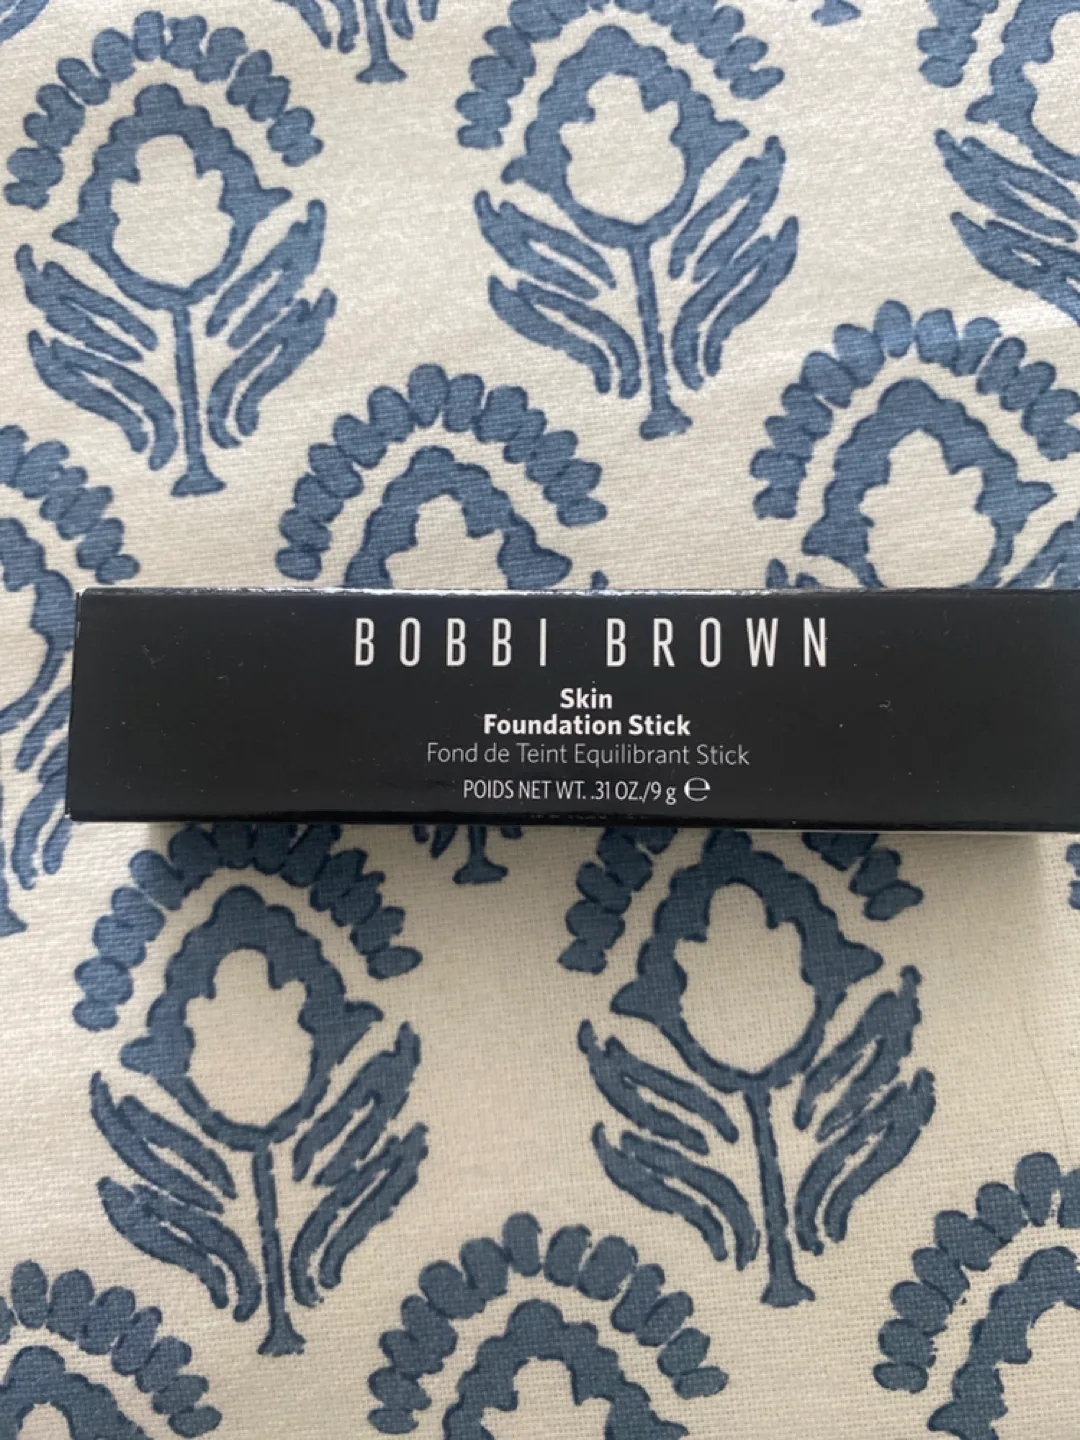 BOBBI BROWN
Skin
Foundation Stick
Fond de Teint Equilibrant Stick
POIDS NET WT. .31 OZ./9 g ℮